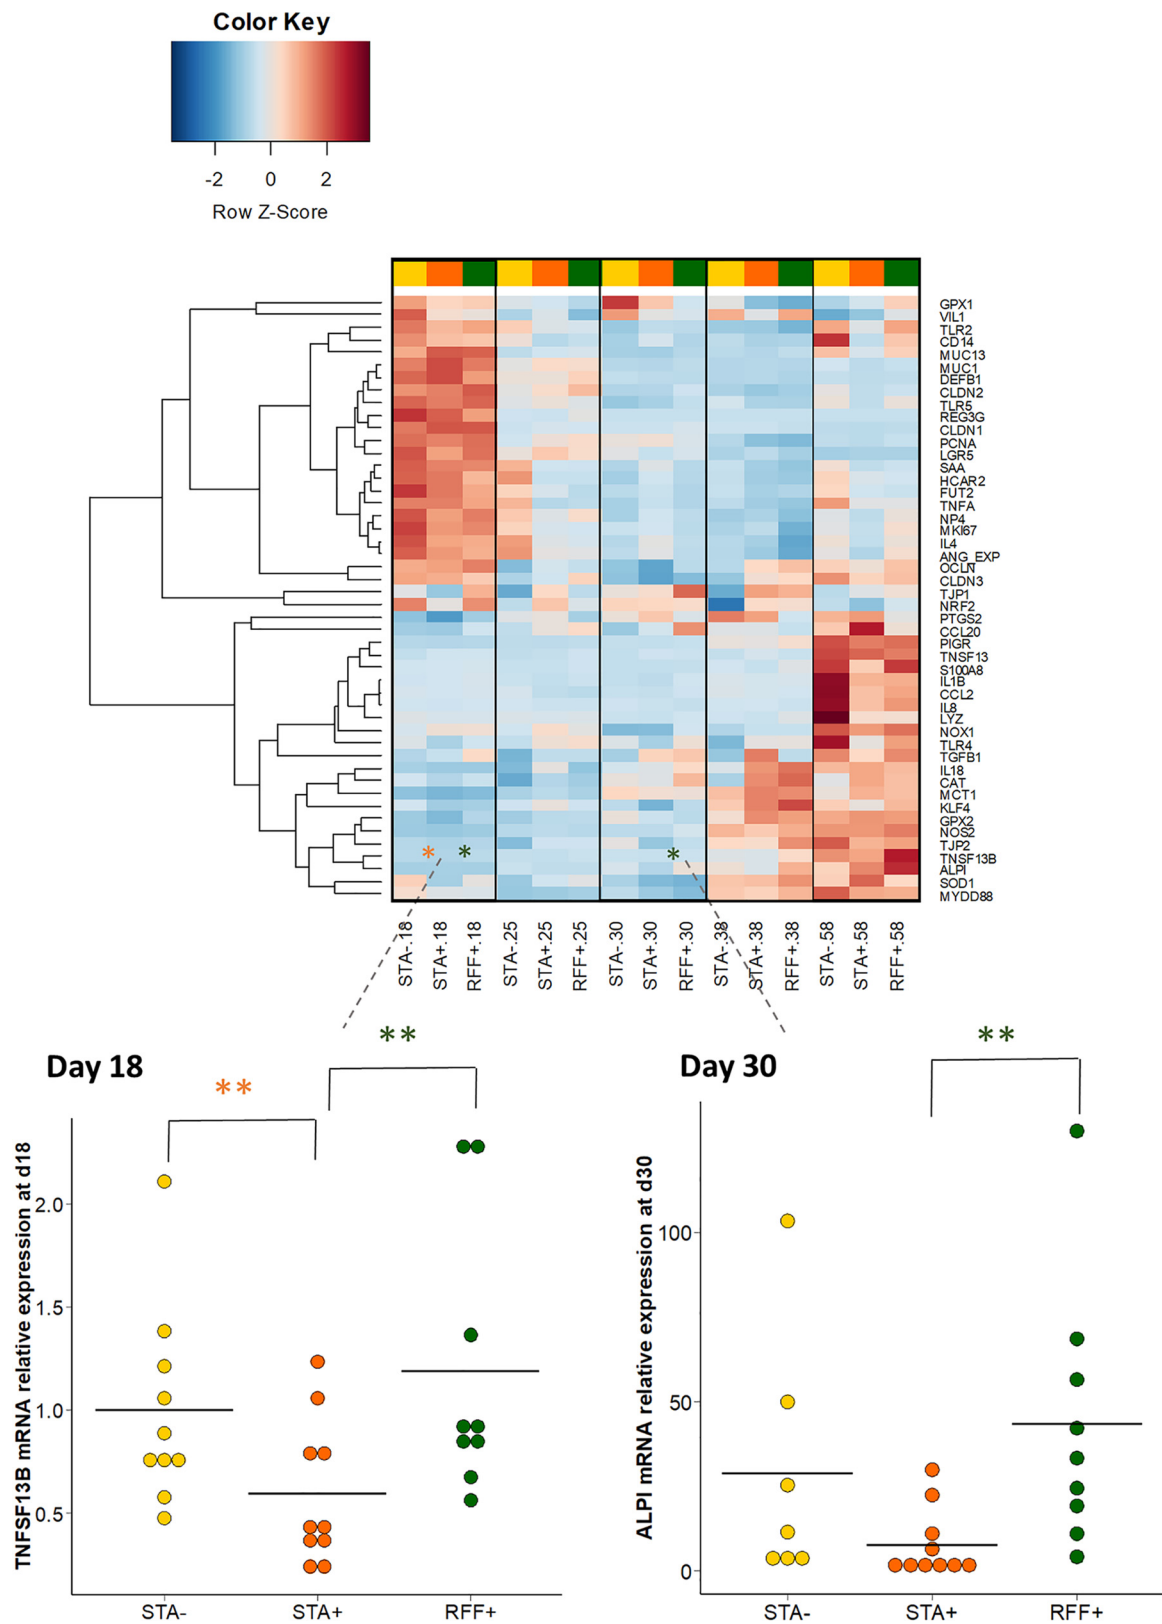 Color Key
-2 0 2
Row Z-Score
GPX1
VIL1
TLR2
CD14
MUC13
MUC1
DEFB1
CLDN2
TLR5
REG3G
CLDN1
PCNA
LGR5
SAA
HCAR2
FUT2
TNFA
NP4
MKI67
IL4
ANG_EXP
OCLN
CLDN3
TJP1
NRF2
PTGS2
CCL20
PIGR
TNSF13
S100A8
IL1B
CCL2
IL8
LYZ
NOX1
TLR4
TGFB1
IL18
CAT
MCT1
KLF4
GPX2
NOS2
TJP2
TNSF13B
* * *
ALPI
SOD1
MYDD88
STA-.18
STA+.18
RFF+.18
STA-.25
STA+.25
RFF+.25
STA-.30
STA+.30
RFF+.30
STA-.38
STA+.38
RFF+.38
STA-.58
STA+.58
RFF+.58
Day 18
**
**
TNFSF13B mRNA relative expression at d18
2.0
1.5
1.0
0.5
STA- STA+ RFF+
Day 30
**
ALPI mRNA relative expression at d30
100
50
0
STA- STA+ RFF+